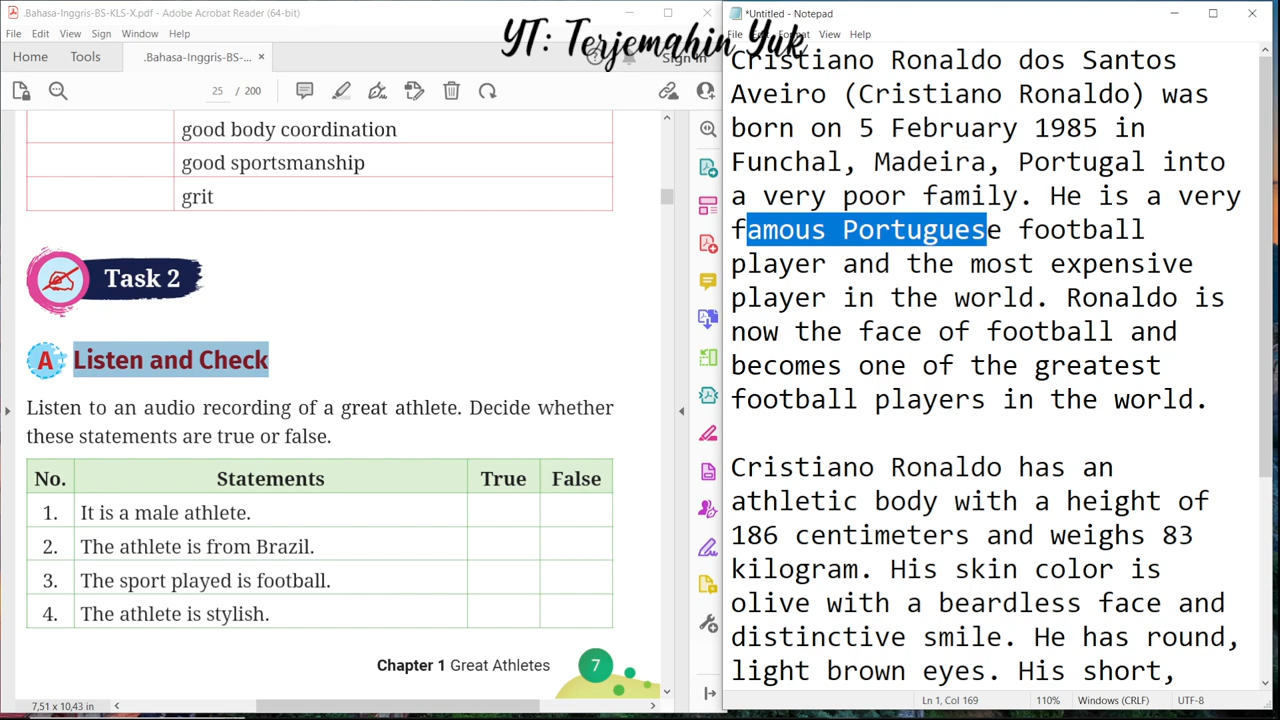 .Bahasa-Inggris-BS-KLS-X.pdf - Adobe Acrobat Reader (64-bit)
File Edit View Sign Window Help
Home Tools .Bahasa-Inggris-BS-... × Sign In
25 / 200
good body coordination
good sportsmanship
grit
Task 2
A Listen and Check
Listen to an audio recording of a great athlete. Decide whether
these statements are true or false.
No. Statements True False
1. It is a male athlete.
2. The athlete is from Brazil.
3. The sport played is football.
4. The athlete is stylish.
Chapter 1 Great Athletes 7
7,51 x 10,43 in
YT: Terjemahin Yuk
*Untitled - Notepad
File Edit Format View Help
Cristiano Ronaldo dos Santos
Aveiro (Cristiano Ronaldo) was
born on 5 February 1985 in
Funchal, Madeira, Portugal into
a very poor family. He is a very
famous Portuguese football
player and the most expensive
player in the world. Ronaldo is
now the face of football and
becomes one of the greatest
football players in the world.
Cristiano Ronaldo has an
athletic body with a height of
186 centimeters and weighs 83
kilogram. His skin color is
olive with a beardless face and
distinctive smile. He has round,
light brown eyes. His short,
Ln 1, Col 169 110% Windows (CRLF) UTF-8